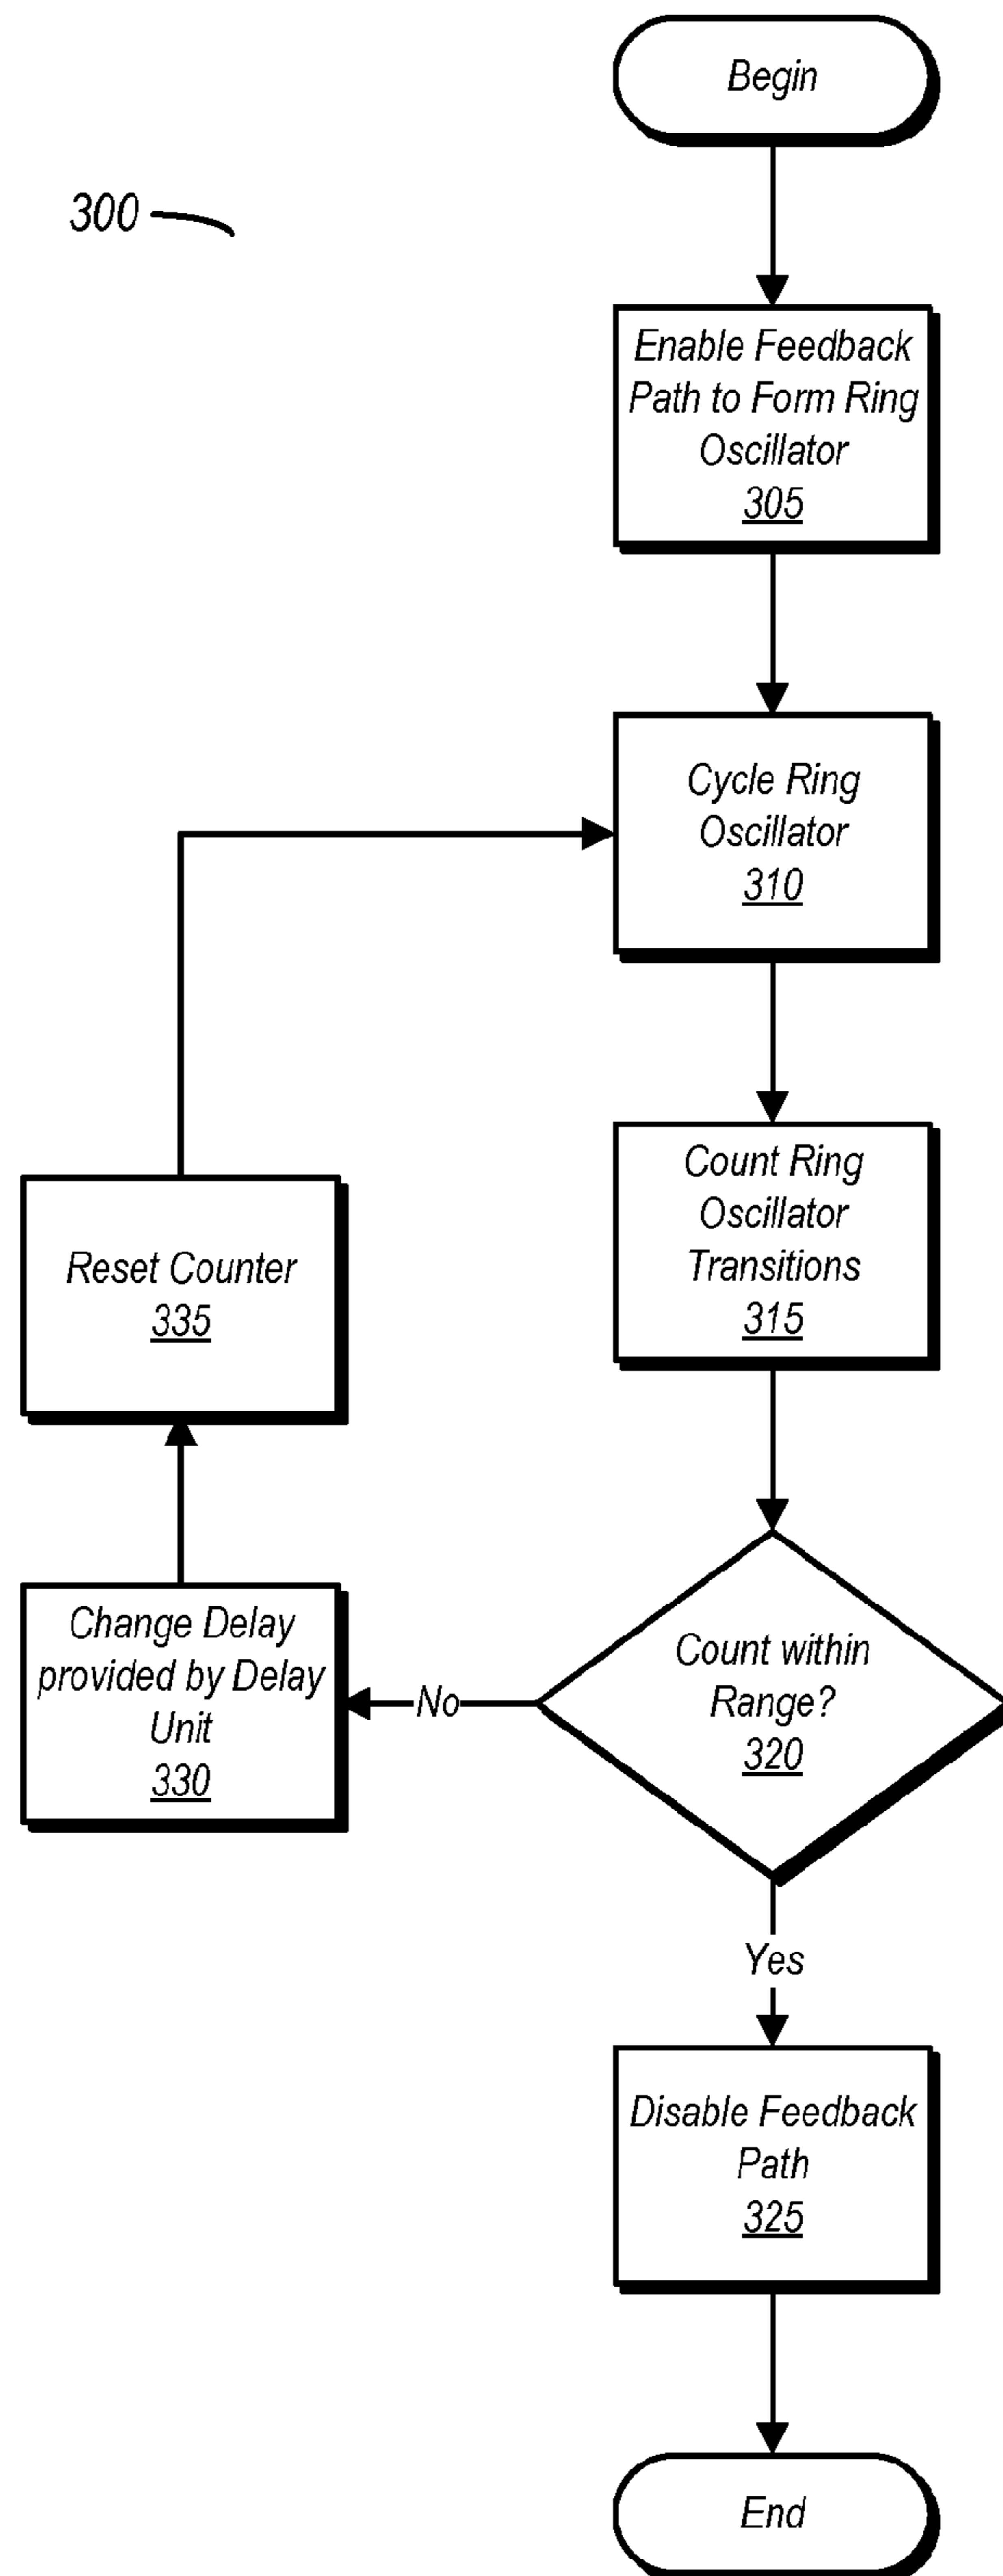 Begin
300
Enable Feedback
Path to Form Ring
Oscillator
305
Cycle Ring
Oscillator
310
Count Ring
Oscillator
Transitions
315
Reset Counter
335
Change Delay
provided by Delay
Unit
330
No
Count within
Range?
320
Yes
Disable Feedback
Path
325
End